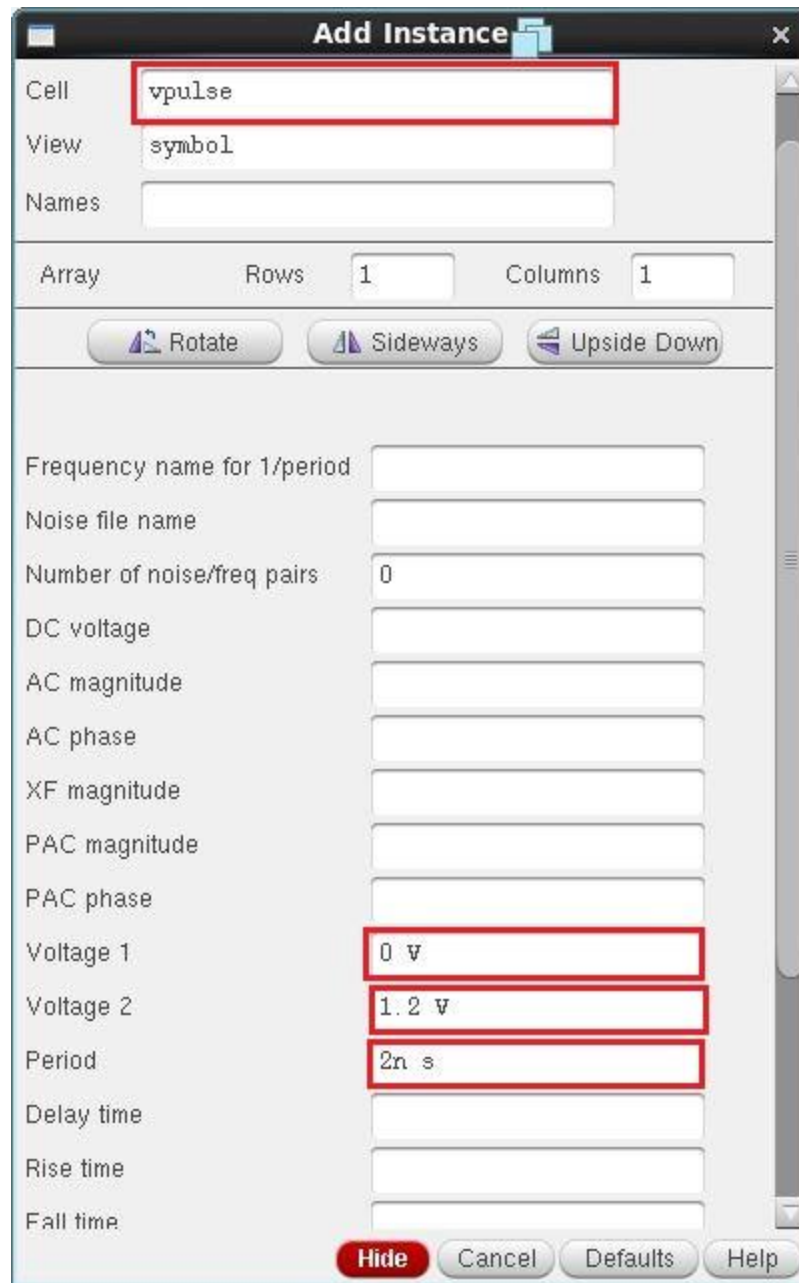 Add Instance
Cell vpulse
View symbol
Names
Array Rows 1 Columns 1
Rotate Sideways Upside Down
Frequency name for 1/period
Noise file name
Number of noise/freq pairs 0
DC voltage
AC magnitude
AC phase
XF magnitude
PAC magnitude
PAC phase
Voltage 1 0 V
Voltage 2 1.2 V
Period 2n s
Delay time
Rise time
Fall time
Hide Cancel Defaults Help